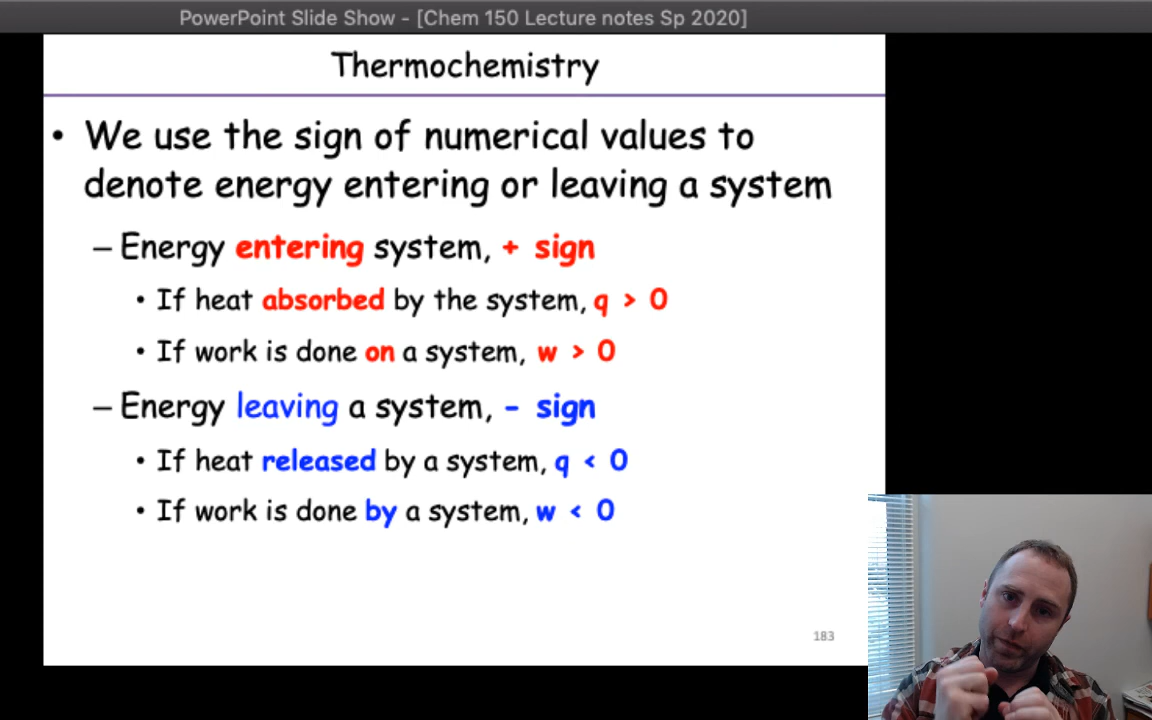 PowerPoint Slide Show - [Chem 150 Lecture notes Sp 2020]
Thermochemistry
• We use the sign of numerical values to
denote energy entering or leaving a system
– Energy entering system, + sign
• If heat absorbed by the system, q > 0
• If work is done on a system, w > 0
– Energy leaving a system, - sign
• If heat released by a system, q < 0
• If work is done by a system, w < 0
183